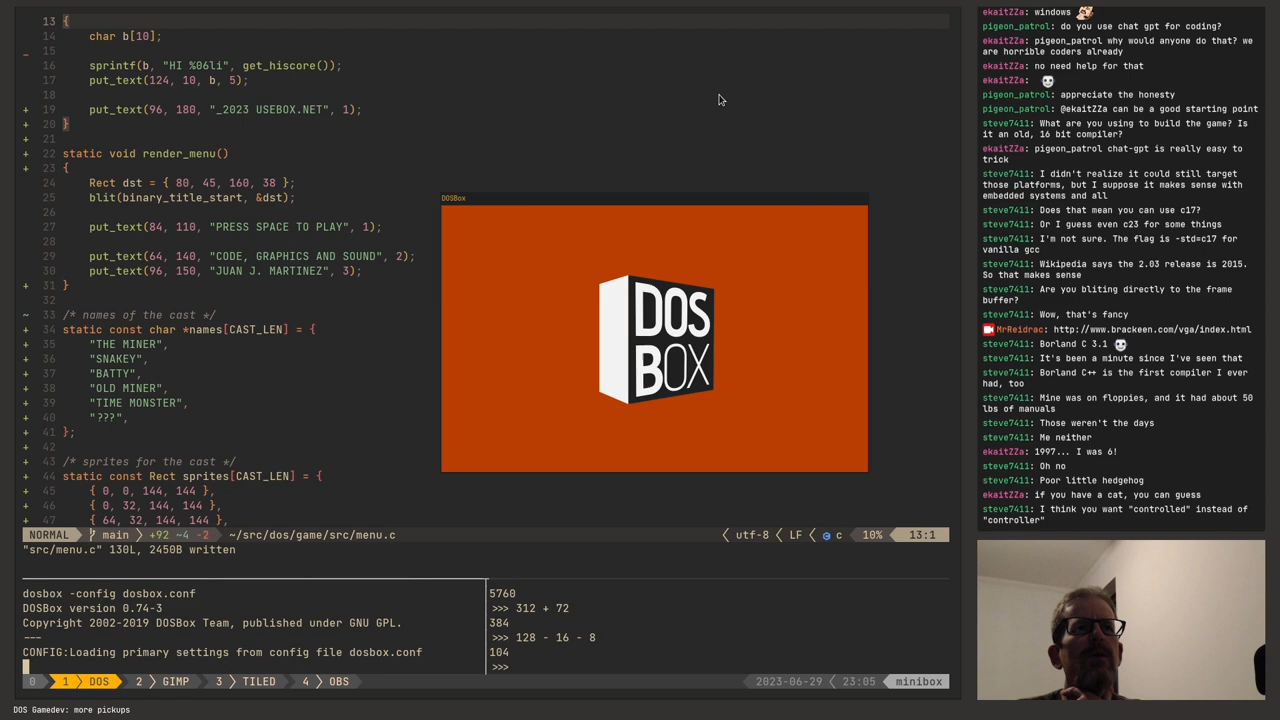 13 {
14 char b[10];
15
16 sprintf(b, "HI %06li", get_hiscore());
17 put_text(124, 10, b, 5);
18
+ 19 put_text(96, 180, "_2023 USEBOX.NET", 1);
+ 20 }
+ 21
+ 22 static void render_menu()
+ 23 {
24 Rect dst = { 80, 45, 160, 38 };
25 blit(binary_title_start, &dst);
26
27 put_text(84, 110, "PRESS SPACE TO PLAY", 1);
28
29 put_text(64, 140, "CODE, GRAPHICS AND SOUND", 2);
30 put_text(96, 150, "JUAN J. MARTINEZ", 3);
+ 31 }
32
~ 33 /* names of the cast */
+ 34 static const char *names[CAST_LEN] = {
+ 35 "THE MINER",
+ 36 "SNAKEY",
+ 37 "BATTY",
+ 38 "OLD MINER",
+ 39 "TIME MONSTER",
+ 40 "???",
+ 41 };
+ 42
+ 43 /* sprites for the cast */
+ 44 static const Rect sprites[CAST_LEN] = {
+ 45 { 0, 0, 144, 144 },
+ 46 { 0, 32, 144, 144 },
+ 47 { 64, 32, 144, 144 },
NORMAL main +92 ~4 -2 ~/src/dos/game/src/menu.c utf-8 LF c 10% 13:1
"src/menu.c" 130L, 2450B written
DOSBox
DOS
BOX
dosbox -config dosbox.conf
DOSBox version 0.74-3
Copyright 2002-2019 DOSBox Team, published under GNU GPL.
---
CONFIG:Loading primary settings from config file dosbox.conf
5760
>>> 312 + 72
384
>>> 128 - 16 - 8
104
>>>
0 1 DOS 2 GIMP 3 TILED 4 OBS 2023-06-29 23:05 minibox
ekaitZZa: windows
pigeon_patrol: do you use chat gpt for coding?
ekaitZZa: pigeon_patrol why would anyone do that? we
are horrible coders already
ekaitZZa: no need help for that
ekaitZZa:
pigeon_patrol: appreciate the honesty
pigeon_patrol: @ekaitZZa can be a good starting point
steve7411: What are you using to build the game? Is
it an old, 16 bit compiler?
ekaitZZa: pigeon_patrol chat-gpt is really easy to
trick
steve7411: I didn't realize it could still target
those platforms, but I suppose it makes sense with
embedded systems and all
steve7411: Does that mean you can use c17?
steve7411: Or I guess even c23 for some things
steve7411: I'm not sure. The flag is -std=c17 for
vanilla gcc
steve7411: Wikipedia says the 2.03 release is 2015.
So that makes sense
steve7411: Are you bliting directly to the frame
buffer?
steve7411: Wow, that's fancy
MrReidrac: http://www.brackeen.com/vga/index.html
steve7411: Borland C 3.1
steve7411: It's been a minute since I've seen that
steve7411: Borland C++ is the first compiler I ever
had, too
steve7411: Mine was on floppies, and it had about 50
lbs of manuals
steve7411: Those weren't the days
steve7411: Me neither
ekaitZZa: 1997... I was 6!
steve7411: Oh no
steve7411: Poor little hedgehog
ekaitZZa: if you have a cat, you can guess
steve7411: I think you want "controlled" instead of
"controller"
DOS Gamedev: more pickups